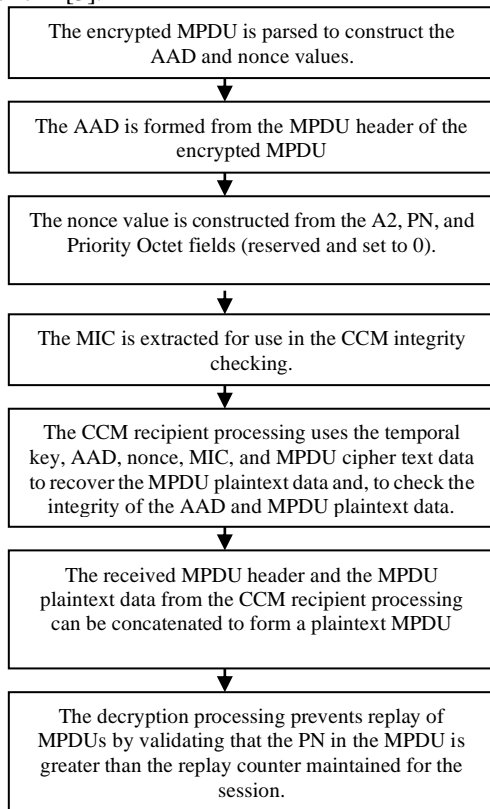 The encrypted MPDU is parsed to construct the
AAD and nonce values.
The AAD is formed from the MPDU header of the
encrypted MPDU
The nonce value is constructed from the A2, PN, and
Priority Octet fields (reserved and set to 0).
The MIC is extracted for use in the CCM integrity
checking.
The CCM recipient processing uses the temporal
key, AAD, nonce, MIC, and MPDU cipher text data
to recover the MPDU plaintext data and, to check the
integrity of the AAD and MPDU plaintext data.
The received MPDU header and the MPDU
plaintext data from the CCM recipient processing
can be concatenated to form a plaintext MPDU
The decryption processing prevents replay of
MPDUs by validating that the PN in the MPDU is
greater than the replay counter maintained for the
session.